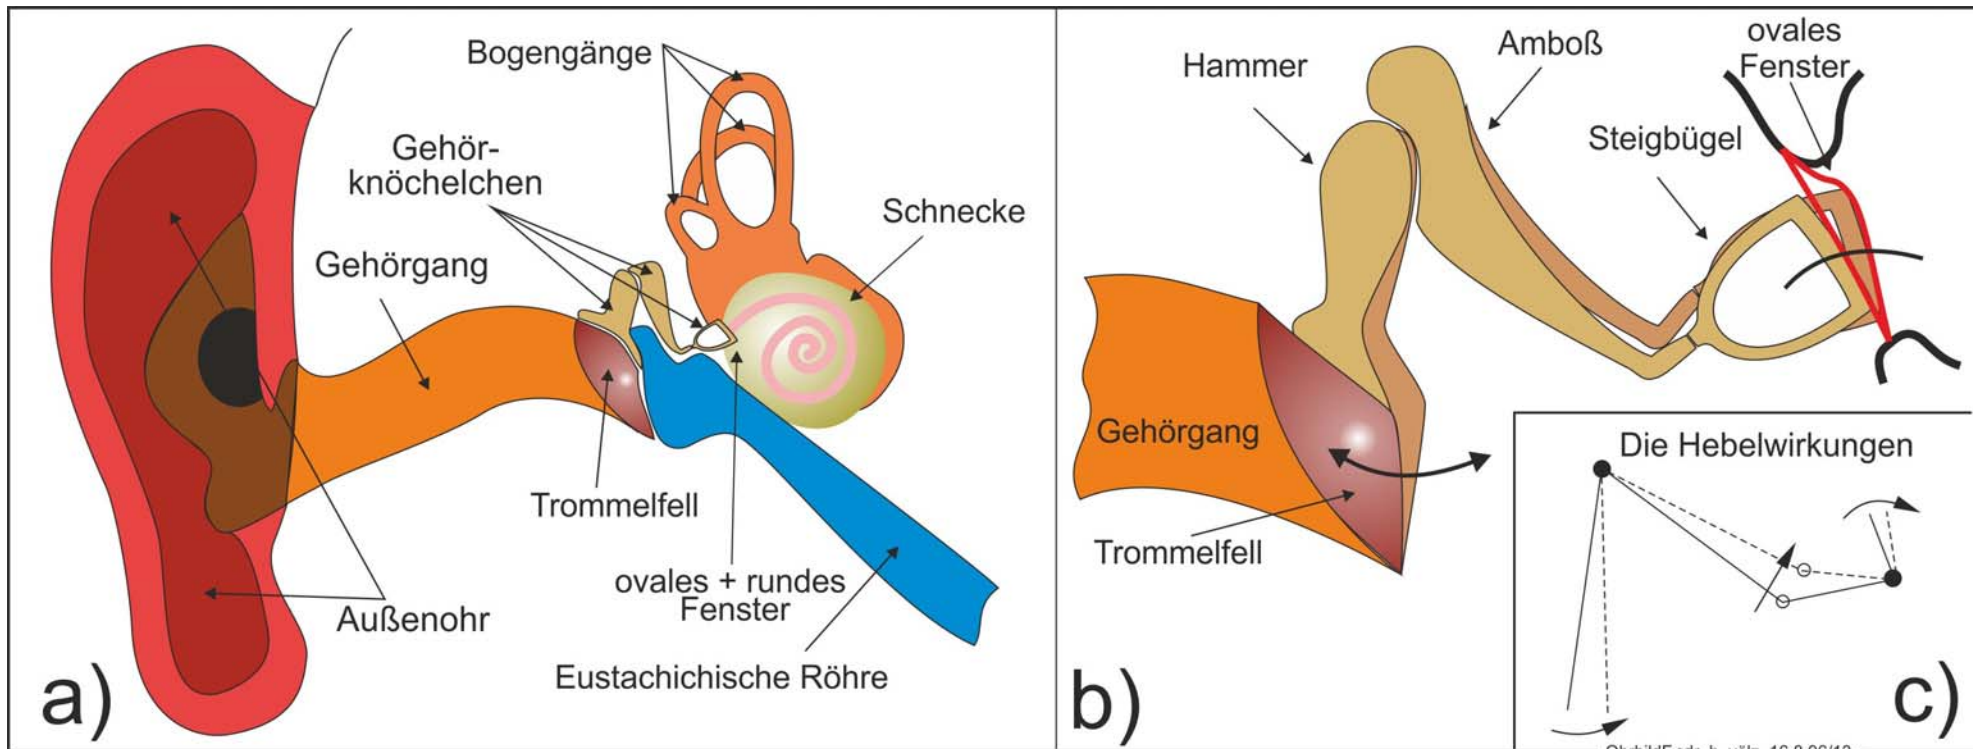 Bogengänge
Gehör-
knöchelchen
Schnecke
Gehörgang
Trommelfell
ovales + rundes
Fenster
Außenohr
Eustachichische Röhre
a)
Hammer
Amboß
ovales
Fenster
Steigbügel
Gehörgang
Trommelfell
b)
Die Hebelwirkungen
c)